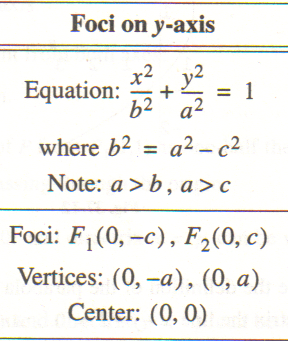 Foci on y-axis
Equation: x²/b² + y²/a² = 1
where b² = a² – c²
Note: a > b, a > c
Foci: F₁(0, –c), F₂(0, c)
Vertices: (0, –a), (0, a)
Center: (0, 0)